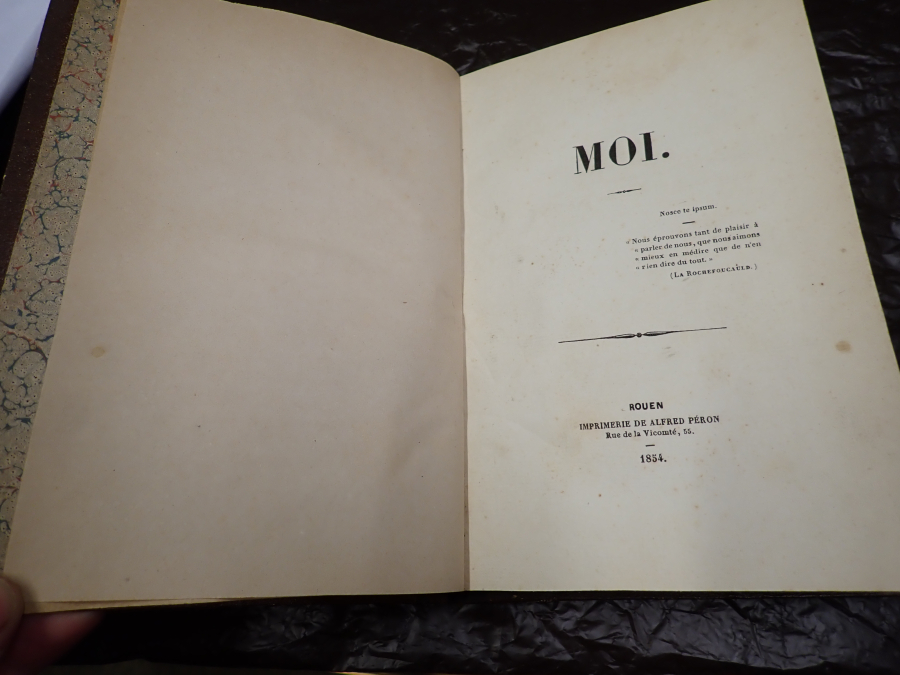 MOI.
Nosce te ipsum.
« Nous éprouvons tant de plaisir à
« parler de nous, que nous aimons
« mieux en médire que de n'en
« rien dire du tout. »
(LA ROCHEFOUCAULD.)
ROUEN
IMPRIMERIE DE ALFRED PÉRON
Rue de la Vicomté, 55.
1854.